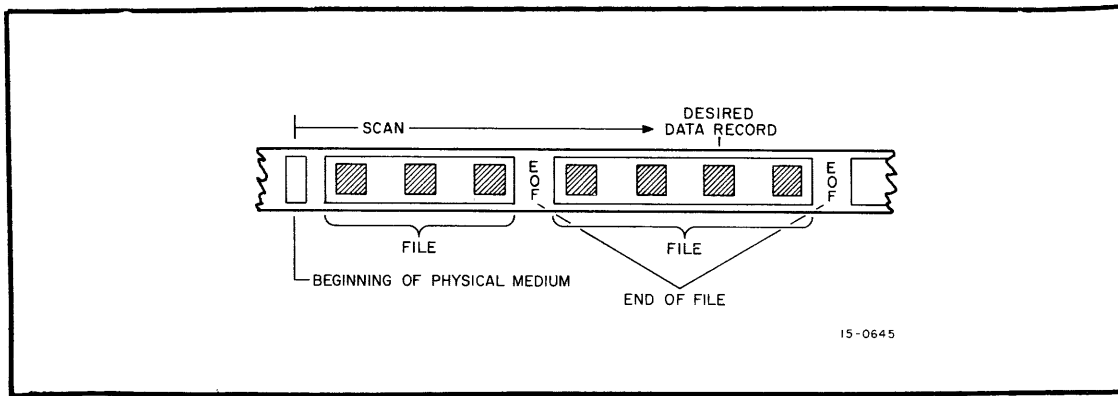 DESIRED
SCAN
DATA RECORD
EOF
EOF
FILE
FILE
BEGINNING OF PHYSICAL MEDIUM
END OF FILE
15-0645